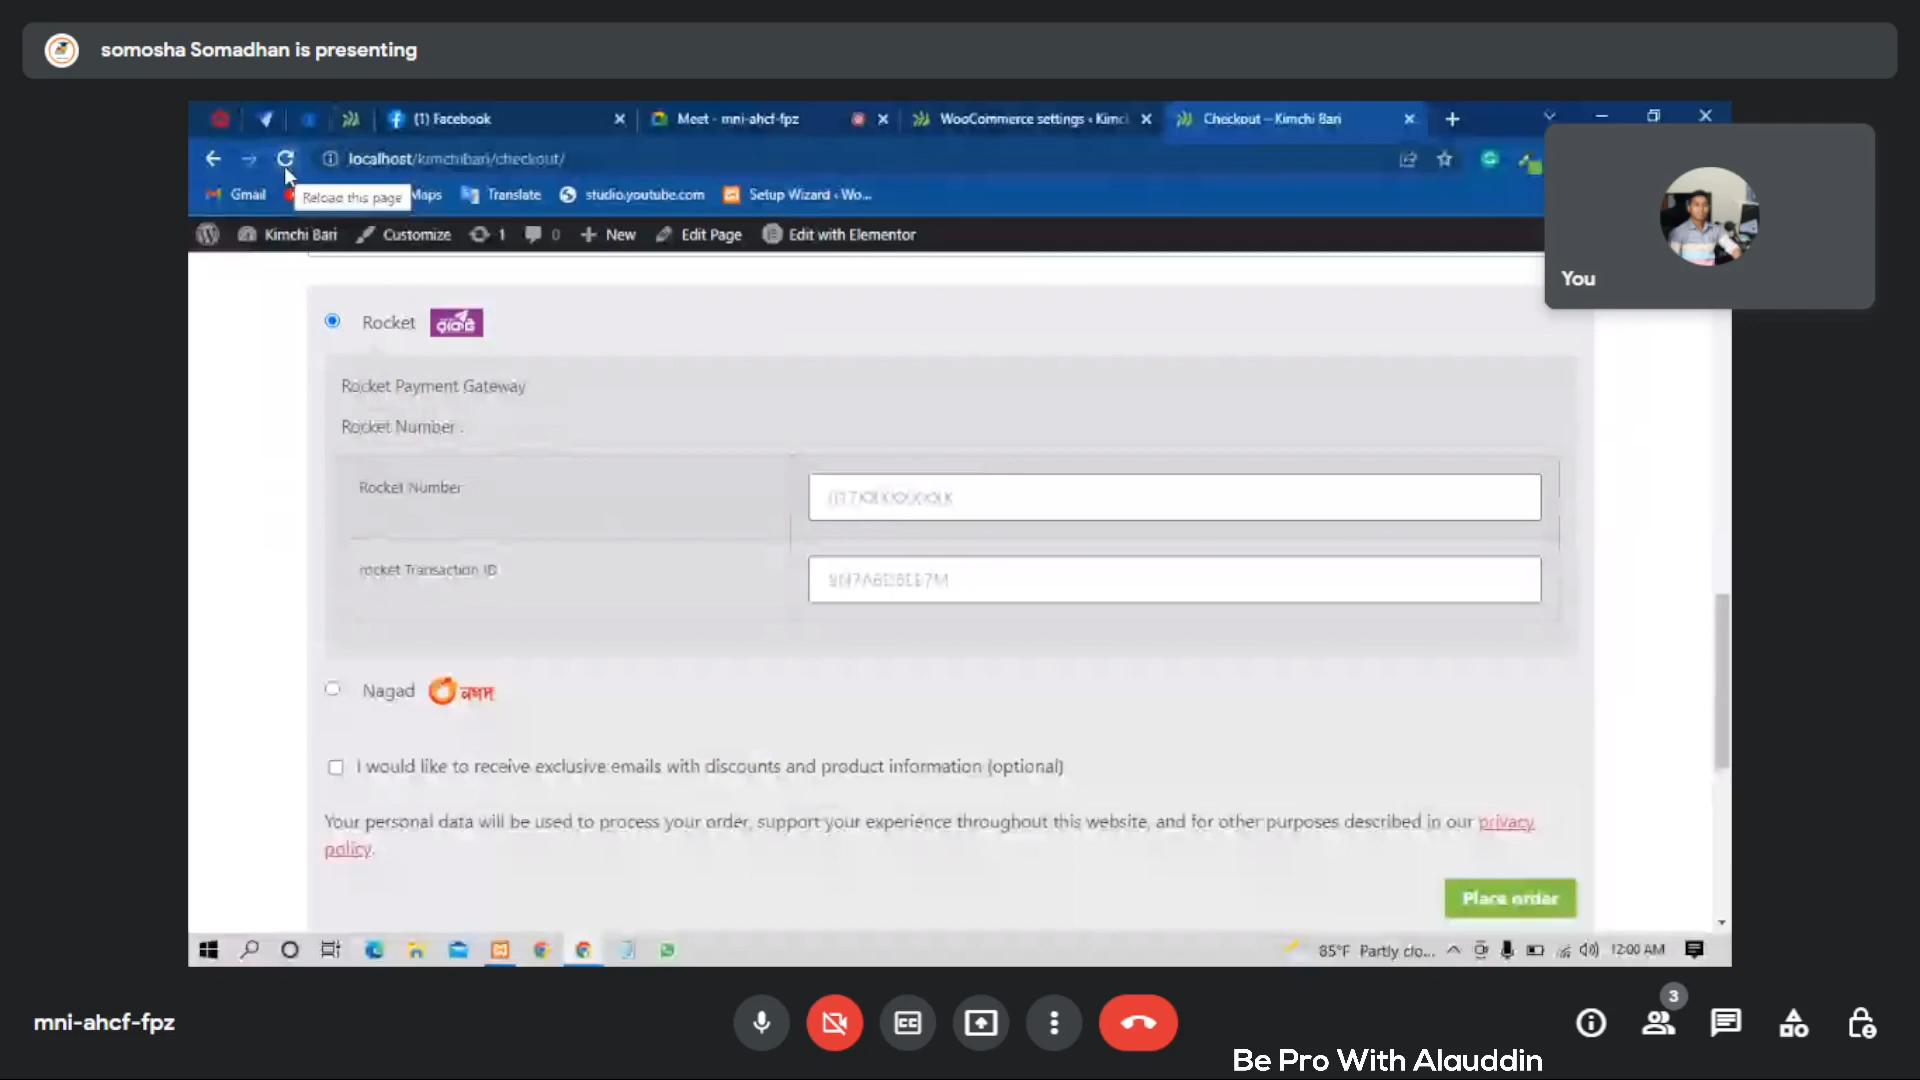 somosha Somadhan is presenting
(1) Facebook
Meet - mni-ahcf-fpz
WooCommerce settings ‹ Kimc
Checkout – Kimchi Bari
localhost/kimchibari/checkout/
Gmail
Reload this page
Maps
Translate
studio.youtube.com
Setup Wizard ‹ Wo...
Kimchi Bari
Customize
1
0
New
Edit Page
Edit with Elementor
You
Rocket
রকেট
Rocket Payment Gateway
Rocket Number :
Rocket Number
rocket Transaction ID
Nagad
নগদ
I would like to receive exclusive emails with discounts and product information (optional)
Your personal data will be used to process your order, support your experience throughout this website, and for other purposes described in our privacy
policy.
Place order
85°F Partly clo...
12:00 AM
mni-ahcf-fpz
3
Be Pro With Alauddin